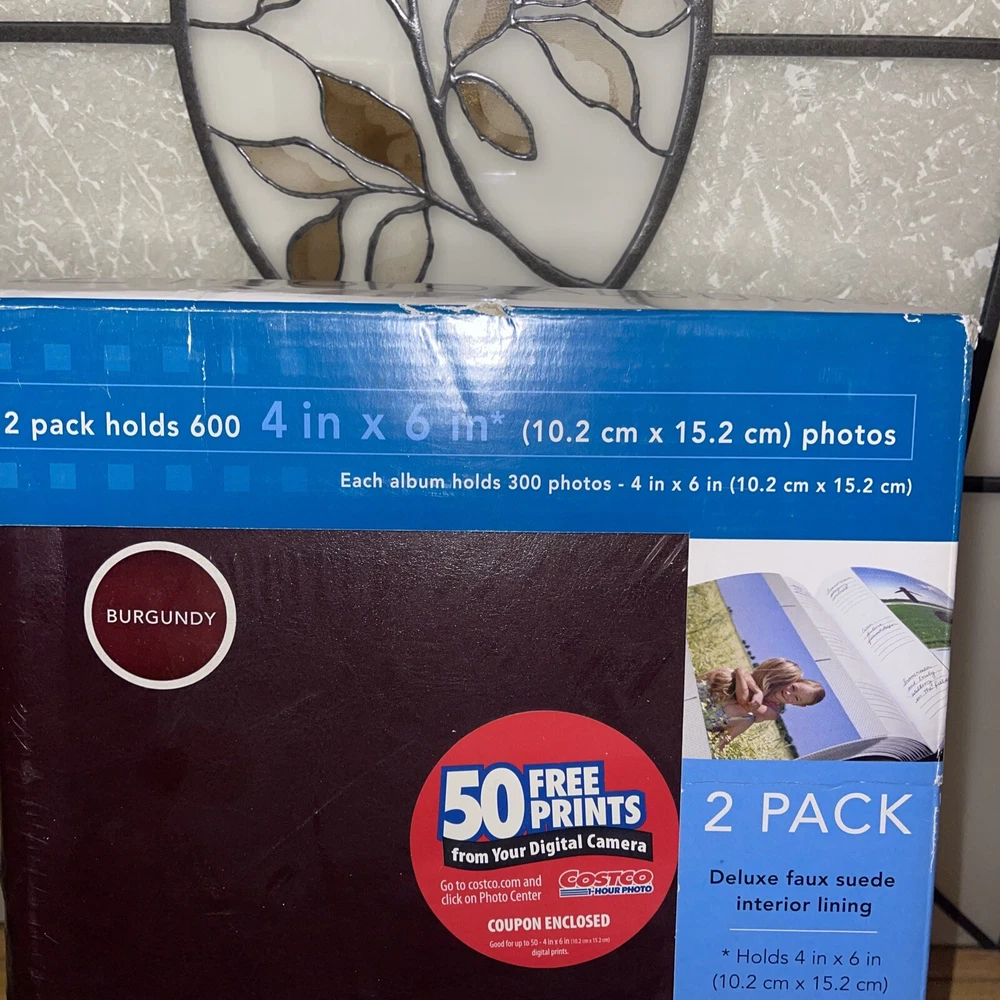 2 pack holds 600 4 in x 6 in* (10.2 cm x 15.2 cm) photos
Each album holds 300 photos - 4 in x 6 in (10.2 cm x 15.2 cm)
BURGUNDY
50 FREE
PRINTS
from Your Digital Camera
Go to costco.com and
click on Photo Center
COSTCO
1-HOUR PHOTO
COUPON ENCLOSED
Good for up to 50 - 4 in x 6 in (10.2 cm x 15.2 cm)
digital prints.
2 PACK
Deluxe faux suede
interior lining
* Holds 4 in x 6 in
(10.2 cm x 15.2 cm)